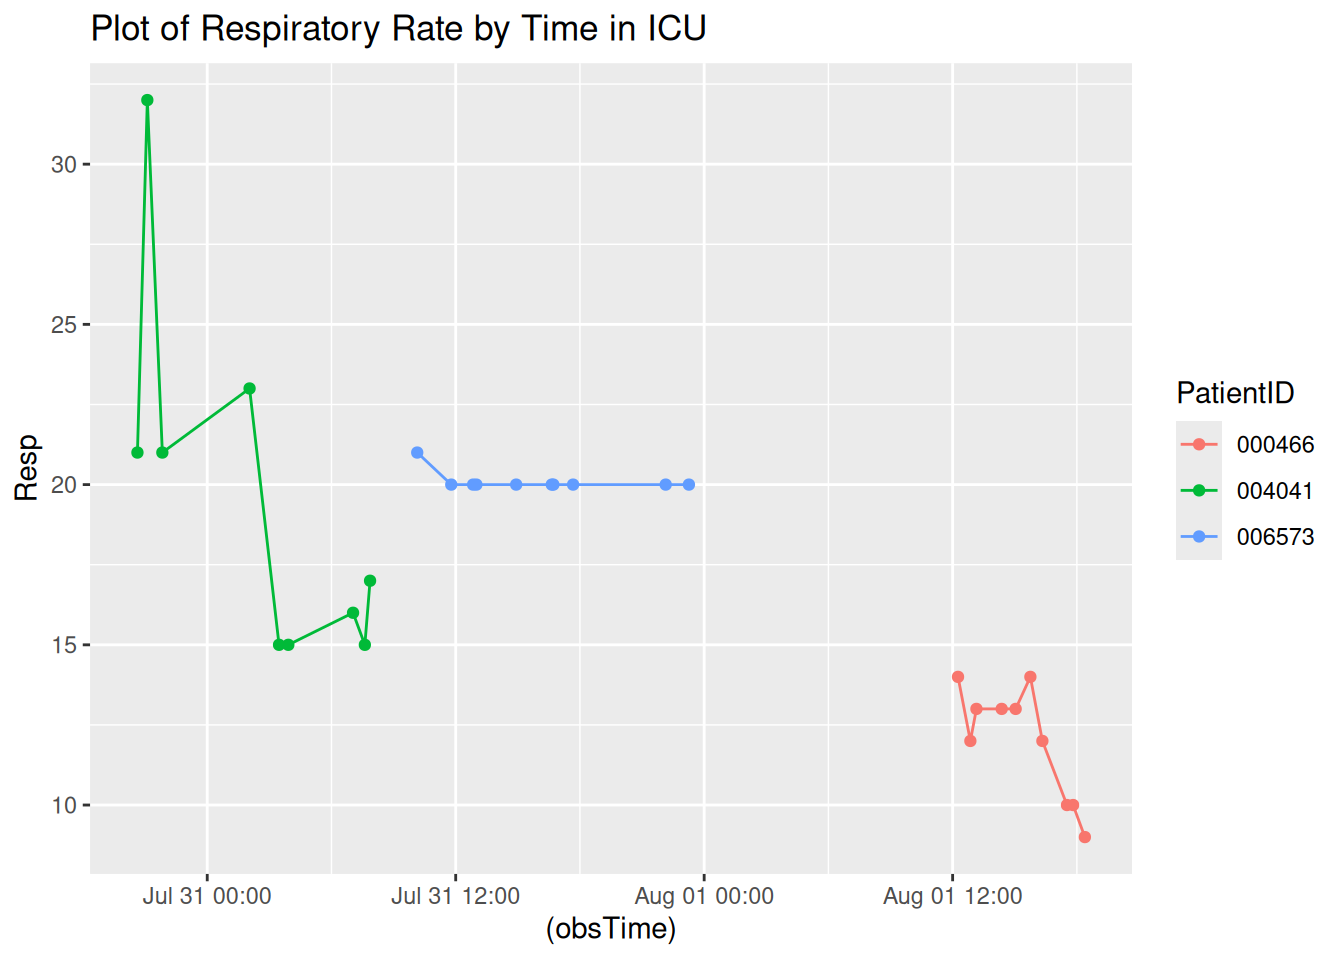 Plot of Respiratory Rate by Time in ICU
Resp
30
25
20
15
10
Jul 31 00:00
Jul 31 12:00
Aug 01 00:00
Aug 01 12:00
(obsTime)
PatientID
000466
004041
006573